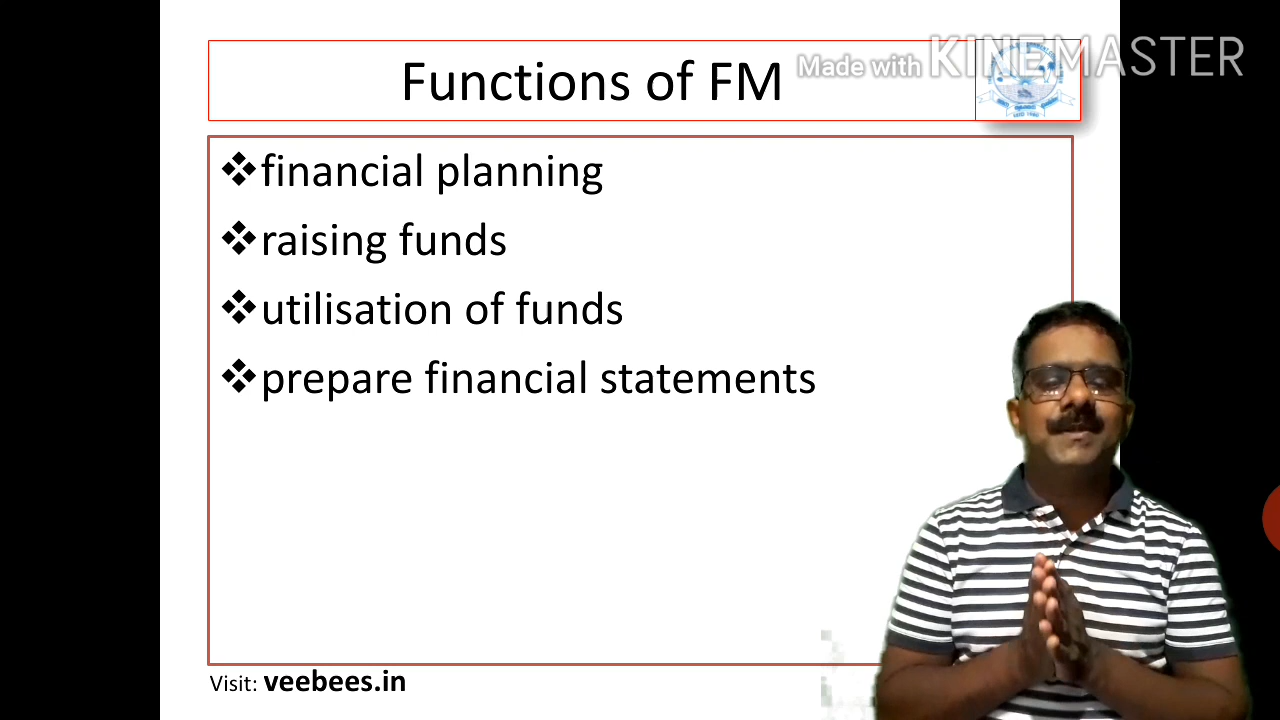 Functions of FM
Made with KINEMASTER
❖financial planning
❖raising funds
❖utilisation of funds
❖prepare financial statements
Visit: veebees.in